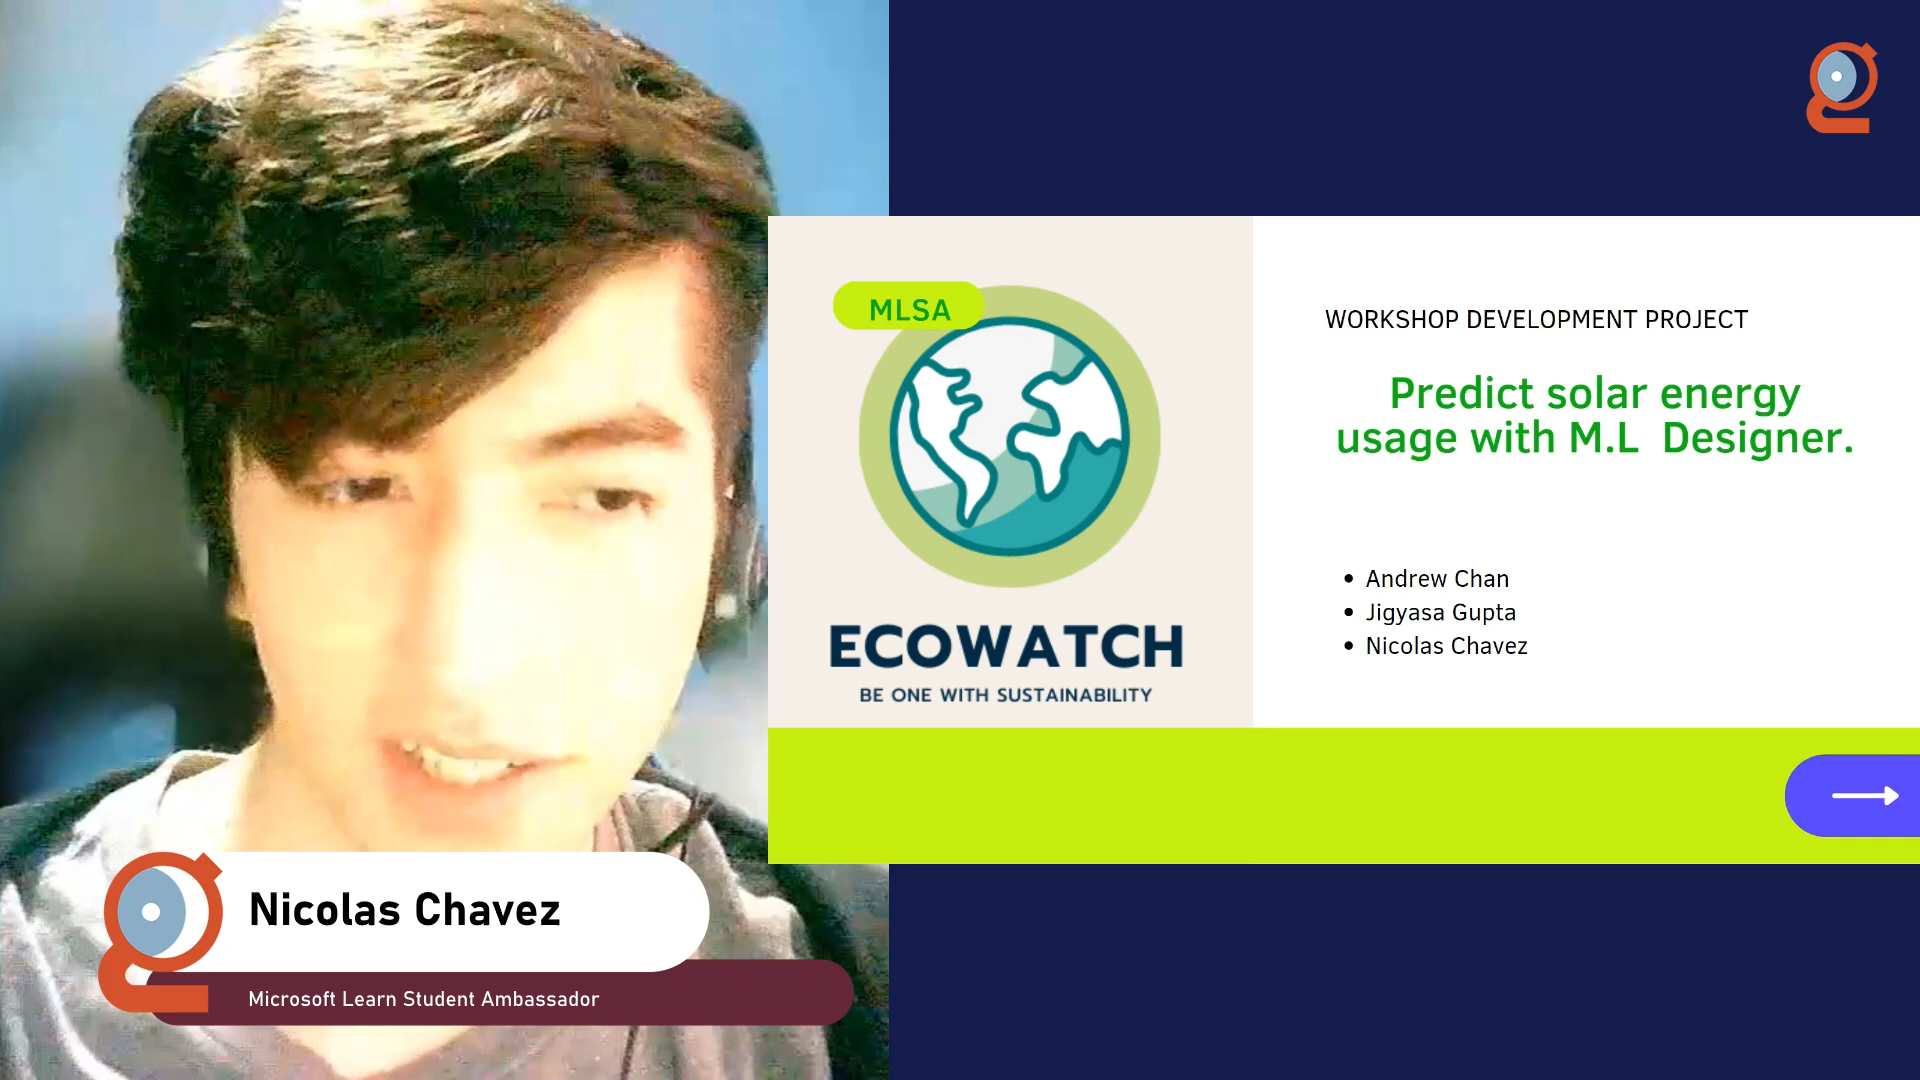 MLSA
ECOWATCH
BE ONE WITH SUSTAINABILITY
WORKSHOP DEVELOPMENT PROJECT
Predict solar energy
usage with M.L Designer.
• Andrew Chan
• Jigyasa Gupta
• Nicolas Chavez
Nicolas Chavez
Microsoft Learn Student Ambassador